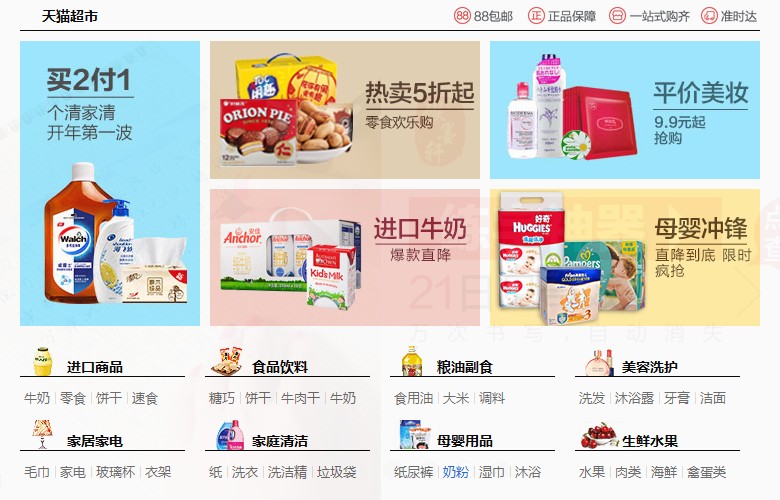 天猫超市
88 88包邮
正 正品保障
一站式购齐
准时达
买2付1
个清家清
开年第一波
Walch
热卖5折起
零食欢乐购
ORION PIE
平价美妆
9.9元起
抢购
进口牛奶
爆款直降
安佳
Anchor
Kid's Milk
母婴冲锋
直降到底 限时
疯抢
好奇
HUGGIES
Pampers
进口商品
食品饮料
粮油副食
美容洗护
牛奶 零食 饼干 速食
糖巧 饼干 牛肉干 牛奶
食用油 大米 调料
洗发 沐浴露 牙膏 洁面
家居家电
家庭清洁
母婴用品
生鲜水果
毛巾 家电 玻璃杯 衣架
纸 洗衣 洗洁精 垃圾袋
纸尿裤 奶粉 湿巾 沐浴
水果 肉类 海鲜 禽蛋类